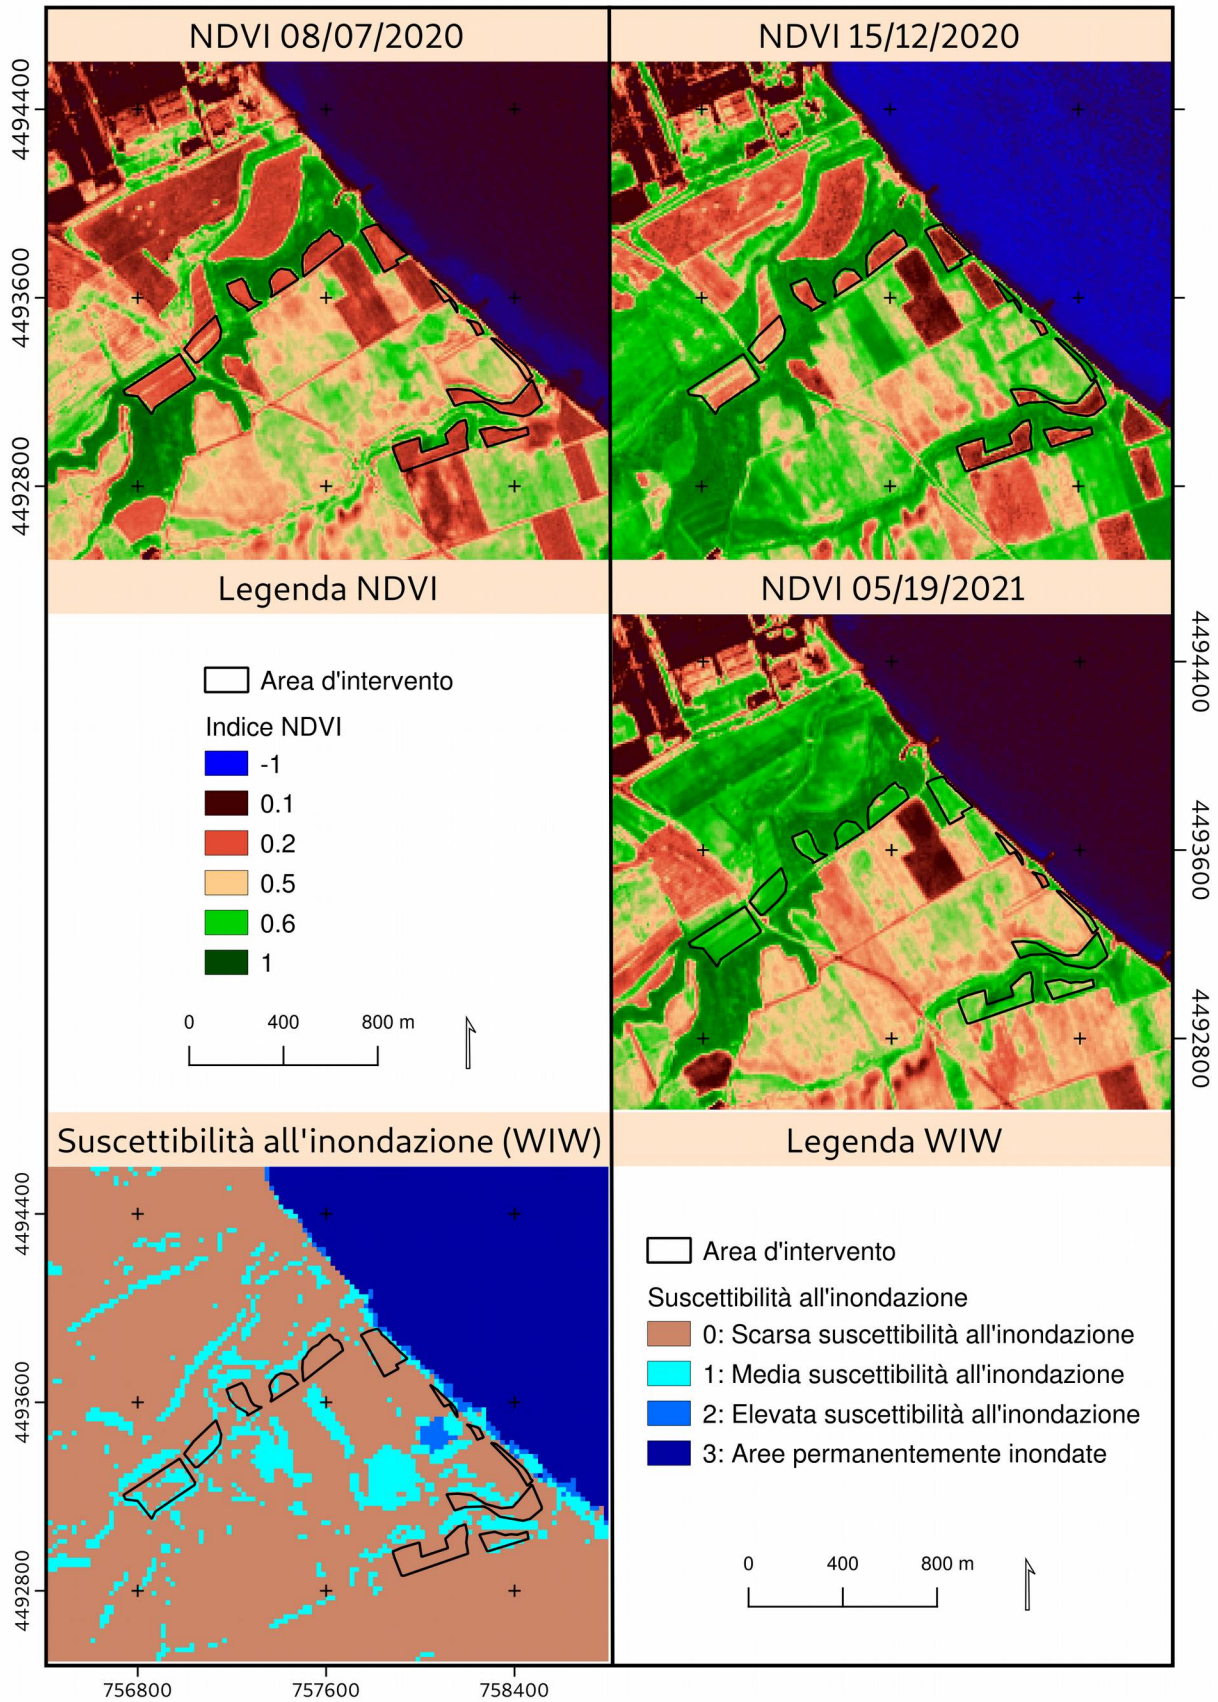 NDVI 08/07/2020
NDVI 15/12/2020
4494400
4493600
4492800
Legenda NDVI
NDVI 05/19/2021
Area d'intervento
Indice NDVI
-1
0.1
0.2
0.5
0.6
1
0 400 800 m
4494400
4493600
4492800
Suscettibilità all'inondazione (WIW)
Legenda WIW
4494400
4493600
4492800
Area d'intervento
Suscettibilità all'inondazione
0: Scarsa suscettibilità all'inondazione
1: Media suscettibilità all'inondazione
2: Elevata suscettibilità all'inondazione
3: Aree permanentemente inondate
0 400 800 m
756800 757600 758400